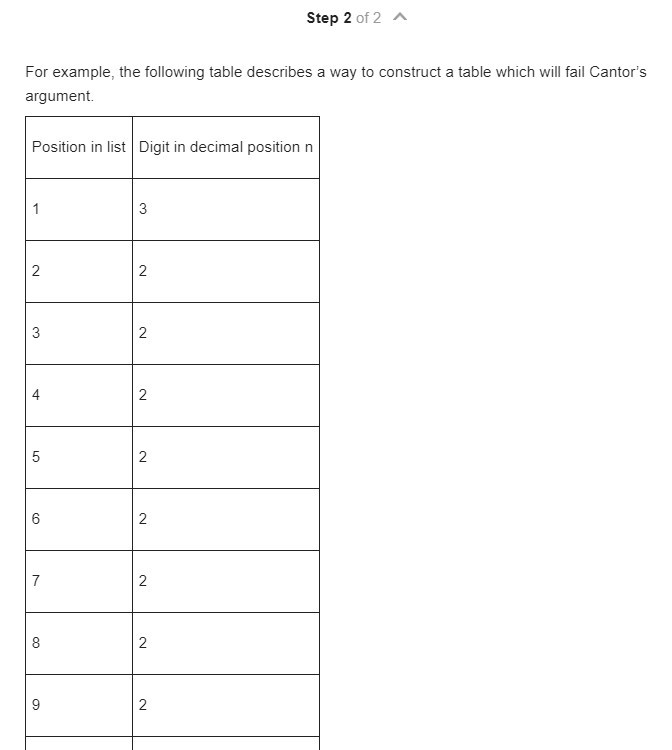 Step 2 of 2
For example, the following table describes a way to construct a table which will fail Cantor's
argument.
Position in list Digit in decimal position n
1 3
2 2
3 2
4 2
5 2
6 2
7 2
8 2
9 2